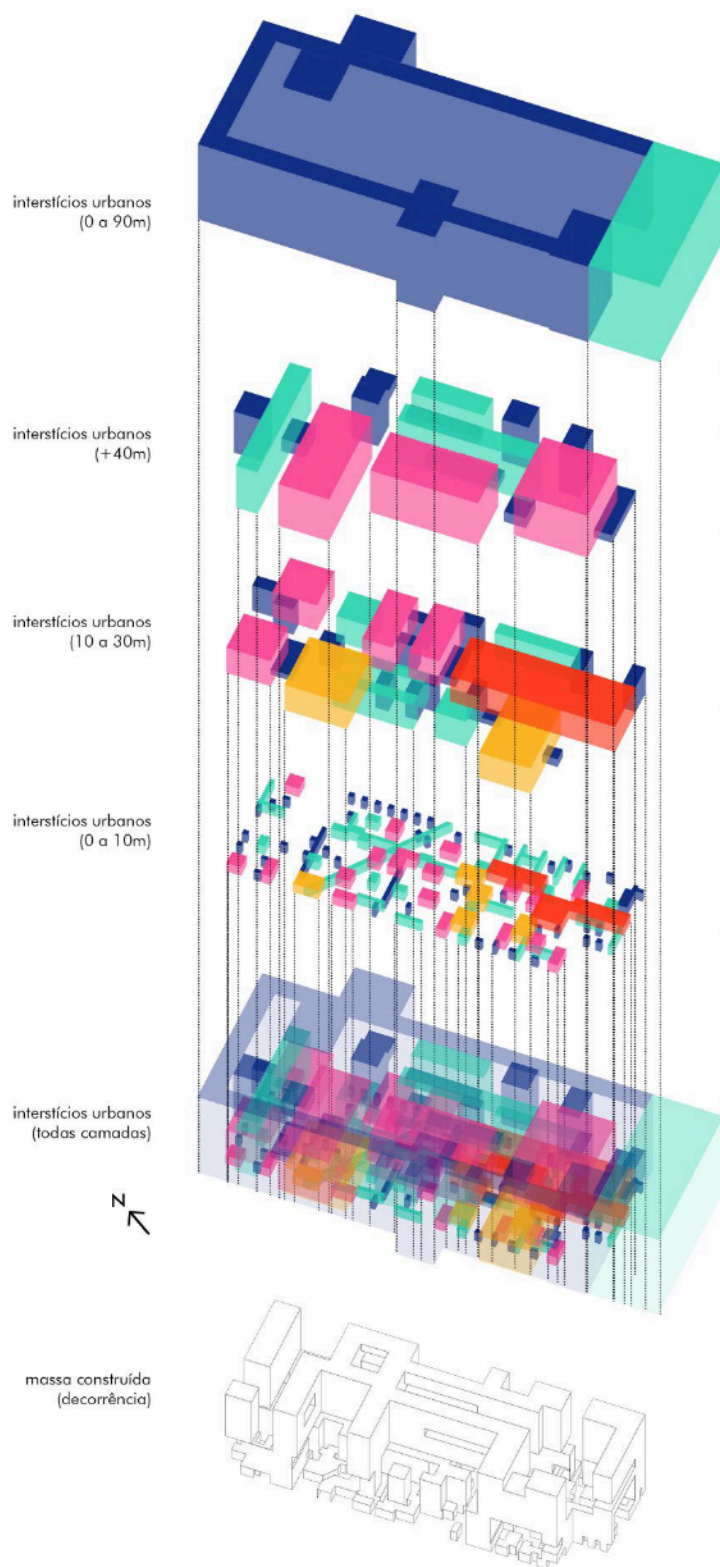 interstícios urbanos
(0 a 90m)
interstícios urbanos
(+40m)
interstícios urbanos
(10 a 30m)
interstícios urbanos
(0 a 10m)
interstícios urbanos
(todas camadas)
N
massa construída
(decorrência)